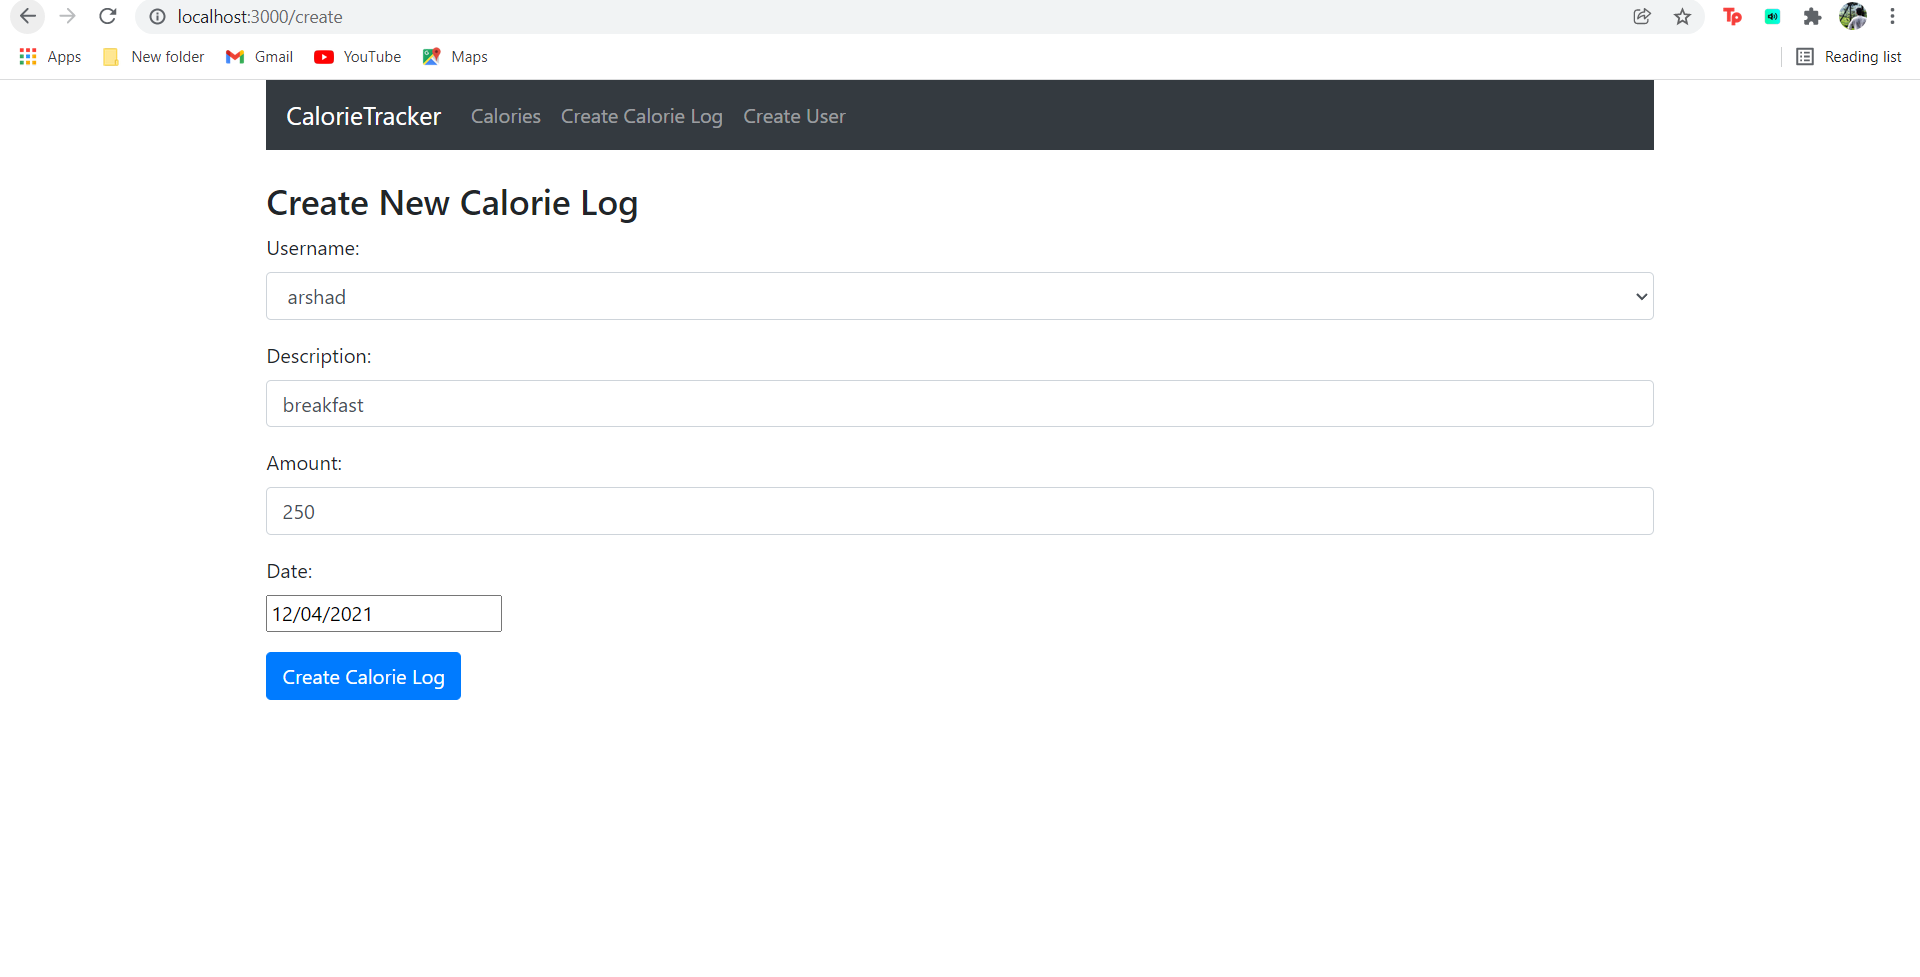 localhost:3000/create
Tp
Apps New folder Gmail YouTube Maps Reading list
CalorieTracker Calories Create Calorie Log Create User
Create New Calorie Log
Username:
arshad
Description:
breakfast
Amount:
250
Date:
12/04/2021
Create Calorie Log